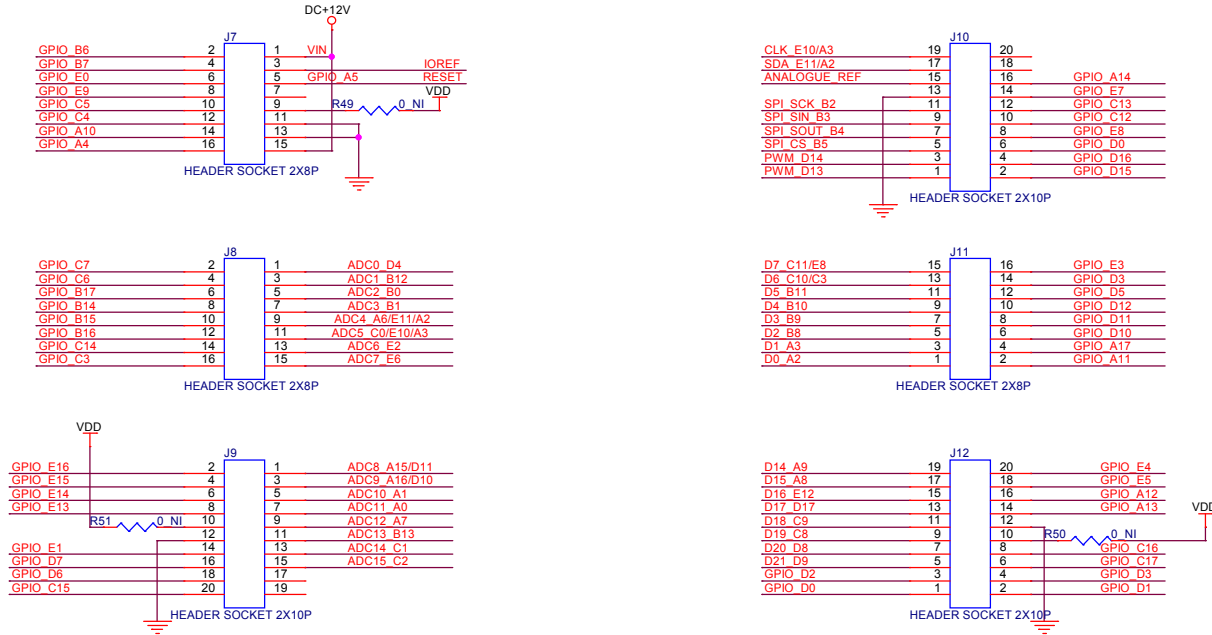 DC+12V
J7
GPIO_B6 2 1 VIN
GPIO_B7 4 3 IOREF
GPIO_E0 6 5 GPIO_A5 RESET
GPIO_E9 8 7 VDD
GPIO_C5 10 9 R49 0_NI
GPIO_C4 12 11
GPIO_A10 14 13
GPIO_A4 16 15
HEADER SOCKET 2X8P
J10
CLK_E10/A3 19 20
SDA_E11/A2 17 18
ANALOGUE_REF 15 16 GPIO_A14
13 14 GPIO_E7
SPI_SCK_B2 11 12 GPIO_C13
SPI_SIN_B3 9 10 GPIO_C12
SPI_SOUT_B4 7 8 GPIO_E8
SPI_CS_B5 5 6 GPIO_D0
PWM_D14 3 4 GPIO_D16
PWM_D13 1 2 GPIO_D15
HEADER SOCKET 2X10P
J8
GPIO_C7 2 1 ADC0_D4
GPIO_C6 4 3 ADC1_B12
GPIO_B17 6 5 ADC2_B0
GPIO_B14 8 7 ADC3_B1
GPIO_B15 10 9 ADC4_A6/E11/A2
GPIO_B16 12 11 ADC5_C0/E10/A3
GPIO_C14 14 13 ADC6_E2
GPIO_C3 16 15 ADC7_E6
HEADER SOCKET 2X8P
J11
D7_C11/E8 15 16 GPIO_E3
D6_C10/C3 13 14 GPIO_D3
D5_B11 11 12 GPIO_D5
D4_B10 9 10 GPIO_D12
D3_B9 7 8 GPIO_D11
D2_B8 5 6 GPIO_D10
D1_A3 3 4 GPIO_A17
D0_A2 1 2 GPIO_A11
HEADER SOCKET 2X8P
VDD
J9
GPIO_E16 2 1 ADC8_A15/D11
GPIO_E15 4 3 ADC9_A16/D10
GPIO_E14 6 5 ADC10_A1
GPIO_E13 8 7 ADC11_A0
R51 0_NI 10 9 ADC12_A7
12 11 ADC13_B13
GPIO_E1 14 13 ADC14_C1
GPIO_D7 16 15 ADC15_C2
GPIO_D6 18 17
GPIO_C15 20 19
HEADER SOCKET 2X10P
J12
D14_A9 19 20 GPIO_E4
D15_A8 17 18 GPIO_E5
D16_E12 15 16 GPIO_A12
D17_D17 13 14 GPIO_A13 VDD
D18_C9 11 12
D19_C8 9 10 R50 0_NI
D20_D8 7 8 GPIO_C16
D21_D9 5 6 GPIO_C17
GPIO_D2 3 4 GPIO_D3
GPIO_D0 1 2 GPIO_D1
HEADER SOCKET 2X10P